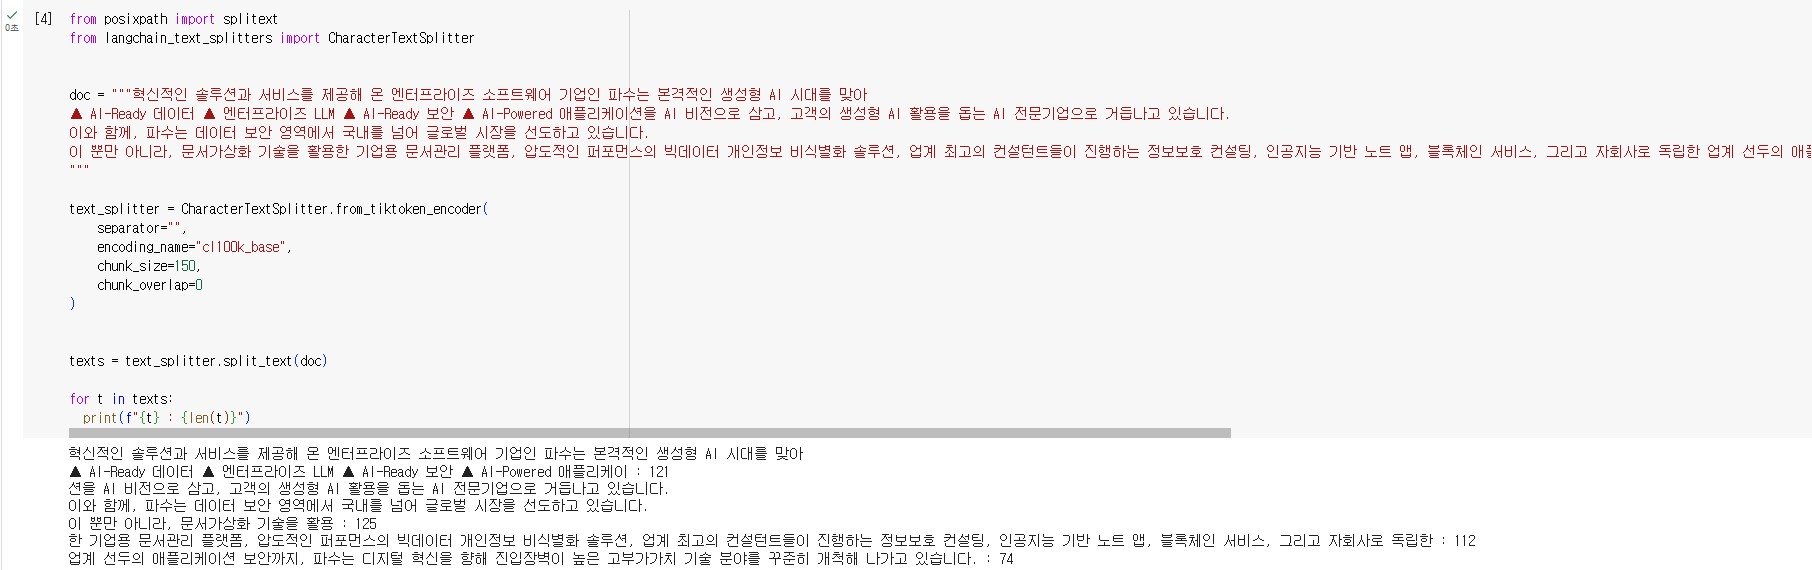 0초
[4] from posixpath import splitext
from langchain_text_splitters import CharacterTextSplitter
doc = """혁신적인 솔루션과 서비스를 제공해 온 엔터프라이즈 소프트웨어 기업인 파수는 본격적인 생성형 AI 시대를 맞아
▲ AI-Ready 데이터 ▲ 엔터프라이즈 LLM ▲ AI-Ready 보안 ▲ AI-Powered 애플리케이션을 AI 비전으로 삼고, 고객의 생성형 AI 활용을 돕는 AI 전문기업으로 거듭나고 있습니다.
이와 함께, 파수는 데이터 보안 영역에서 국내를 넘어 글로벌 시장을 선도하고 있습니다.
이 뿐만 아니라, 문서가상화 기술을 활용한 기업용 문서관리 플랫폼, 압도적인 퍼포먼스의 빅데이터 개인정보 비식별화 솔루션, 업계 최고의 컨설턴트들이 진행하는 정보보호 컨설팅, 인공지능 기반 노트 앱, 블록체인 서비스, 그리고 자회사로 독립한 업계 선두의
"""
text_splitter = CharacterTextSplitter.from_tiktoken_encoder(
separator="",
encoding_name="cl100k_base",
chunk_size=150,
chunk_overlap=0
)
texts = text_splitter.split_text(doc)
for t in texts:
print(f"{t} : {len(t)}")
혁신적인 솔루션과 서비스를 제공해 온 엔터프라이즈 소프트웨어 기업인 파수는 본격적인 생성형 AI 시대를 맞아
▲ AI-Ready 데이터 ▲ 엔터프라이즈 LLM ▲ AI-Ready 보안 ▲ AI-Powered 애플리케이 : 121
션을 AI 비전으로 삼고, 고객의 생성형 AI 활용을 돕는 AI 전문기업으로 거듭나고 있습니다.
이와 함께, 파수는 데이터 보안 영역에서 국내를 넘어 글로벌 시장을 선도하고 있습니다.
이 뿐만 아니라, 문서가상화 기술을 활용 : 125
한 기업용 문서관리 플랫폼, 압도적인 퍼포먼스의 빅데이터 개인정보 비식별화 솔루션, 업계 최고의 컨설턴트들이 진행하는 정보보호 컨설팅, 인공지능 기반 노트 앱, 블록체인 서비스, 그리고 자회사로 독립한 : 112
업계 선두의 애플리케이션 보안까지, 파수는 디지털 혁신을 향해 진입장벽이 높은 고부가가치 기술 분야를 꾸준히 개척해 나가고 있습니다. : 74